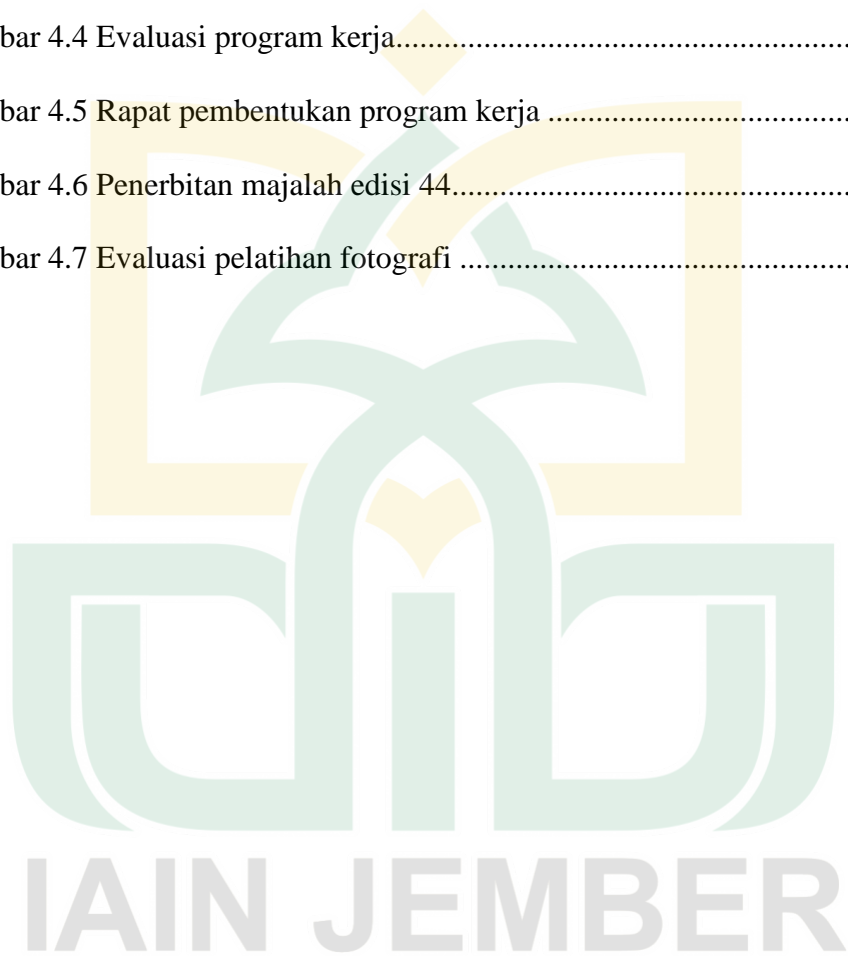 bar 4.4 Evaluasi program kerja..........................................................
bar 4.5 Rapat pembentukan program kerja ......................................
bar 4.6 Penerbitan majalah edisi 44..................................................
bar 4.7 Evaluasi pelatihan fotografi .................................................
IAIN JEMBER